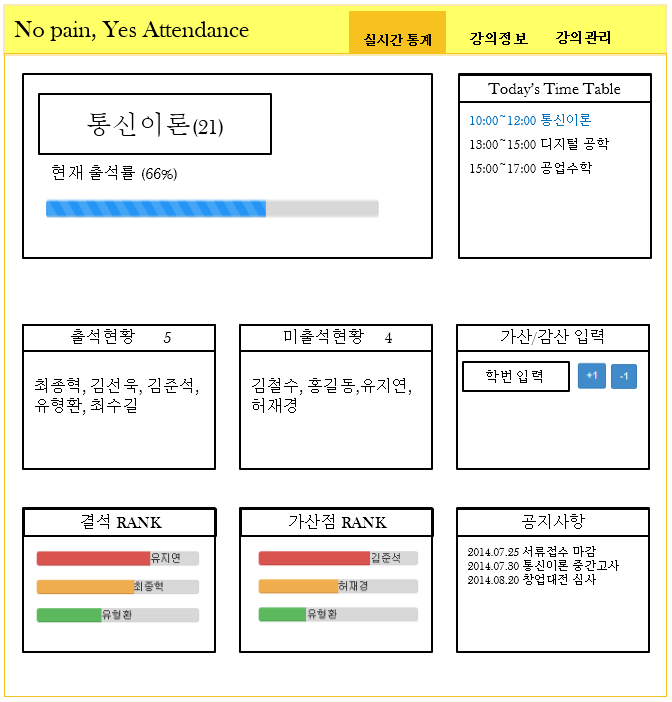 No pain, Yes Attendance
실시간 통계
강의정보
강의관리
통신이론(21)
현재 출석률 (66%)
Today's Time Table
10:00~12:00 통신이론
13:00~15:00 디지털 공학
15:00~17:00 공업수학
출석현황 5
최종혁, 김선욱, 김준석,
유형환, 최수길
미출석현황 4
김철수, 홍길동,유지연,
허재경
가산/감산 입력
학번 입력
+1
-1
결석 RANK
유지연
최종혁
유형환
가산점 RANK
김준석
허재경
유형환
공지사항
2014.07.25 서류접수 마감
2014.07.30 통신이론 중간고사
2014.08.20 창업대전 심사